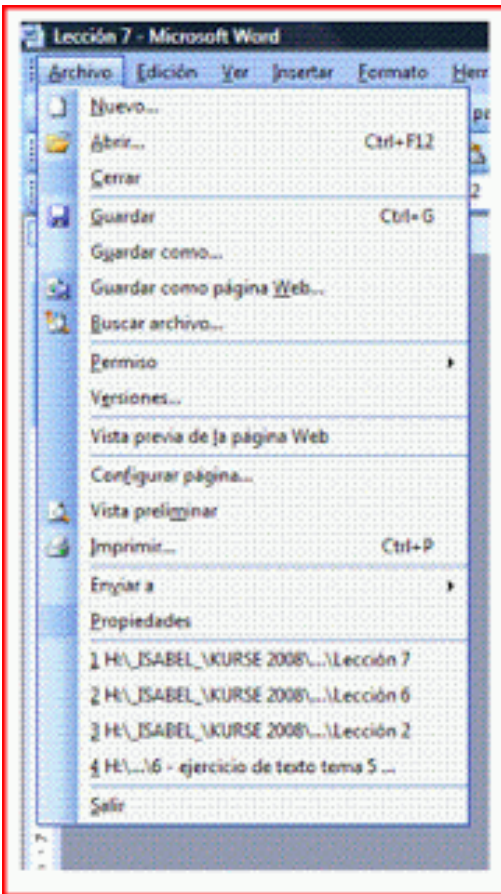 Lección 7 - Microsoft Word
Archivo Edición Ver Insertar Formato Herr
Nuevo...
Abrir... Ctrl+F12
Cerrar
Guardar Ctrl+G
Guardar como...
Guardar como página Web...
Buscar archivo...
Permiso
Versiones...
Vista previa de la página Web
Configurar página...
Vista preliminar
Imprimir... Ctrl+P
Enviar a
Propiedades
1 H:\_ISABEL_\KURSE 2008\...\Lección 7
2 H:\_ISABEL_\KURSE 2008\...\Lección 6
3 H:\_ISABEL_\KURSE 2008\...\Lección 2
4 H:\...\6 - ejercicio de texto tema 5 ...
Salir
7